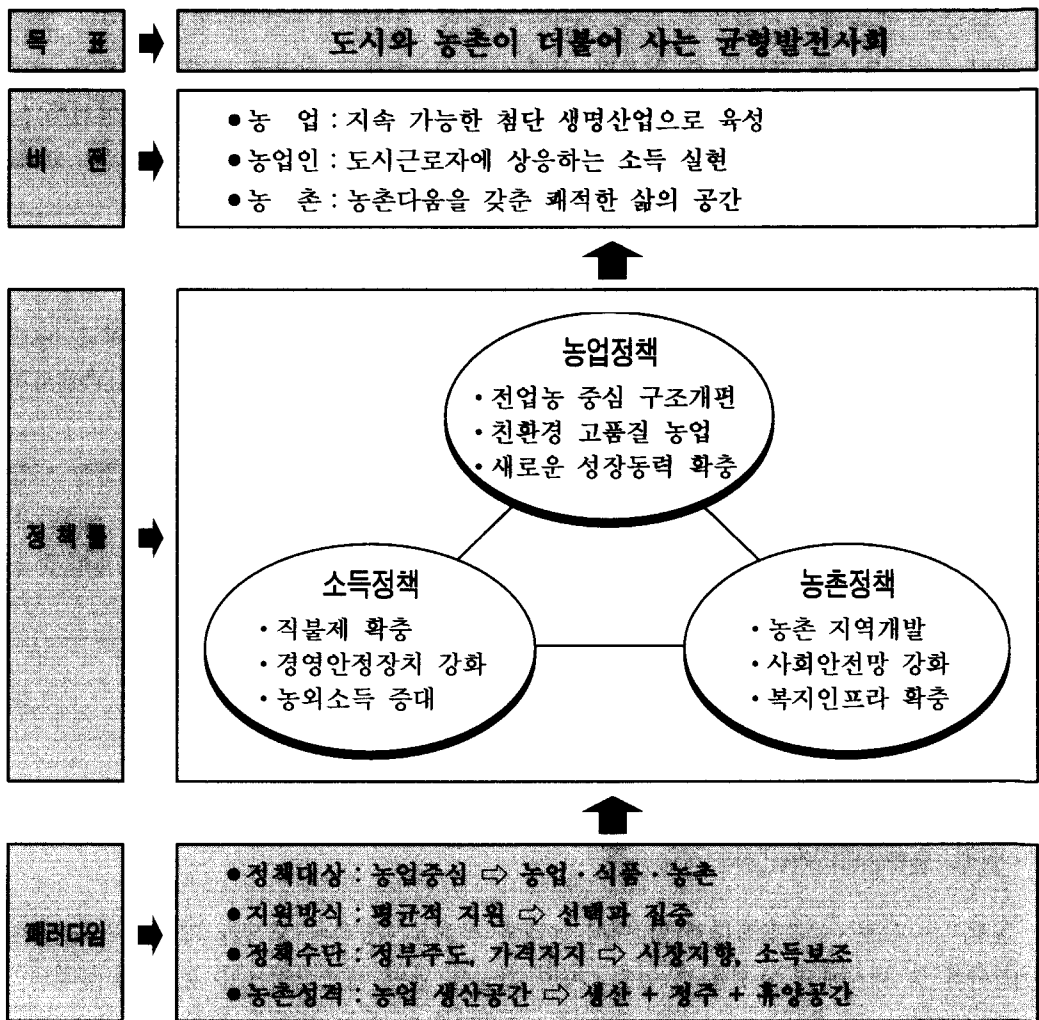 목 표
도시와 농촌이 더불어 사는 균형발전사회
비 전
●농 업 : 지속 가능한 첨단 생명산업으로 육성
●농업인 : 도시근로자에 상응하는 소득 실현
●농 촌 : 농촌다움을 갖춘 쾌적한 삶의 공간
정책틀
농업정책
· 전업농 중심 구조개편
· 친환경 고품질 농업
· 새로운 성장동력 확충
소득정책
· 직불제 확충
· 경영안정장치 강화
· 농외소득 증대
농촌정책
· 농촌 지역개발
· 사회안전망 강화
· 복지인프라 확충
패러다임
●정책대상 : 농업중심 ⇨ 농업 · 식품 · 농촌
●지원방식 : 평균적 지원 ⇨ 선택과 집중
●정책수단 : 정부주도, 가격지지 ⇨ 시장지향, 소득보조
●농촌성격 : 농업 생산공간 ⇨ 생산 + 정주 + 휴양공간